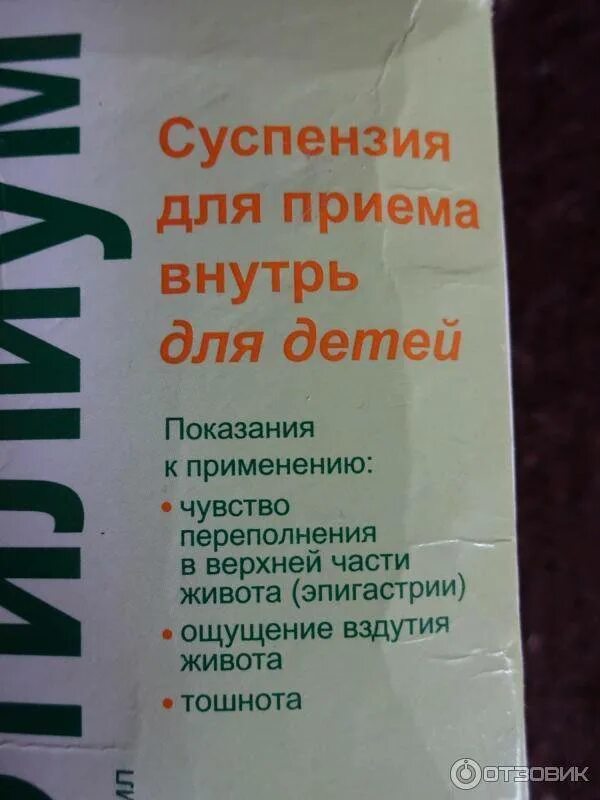 Суспензия
для приема
внутрь
для детей
Показания
к применению:
• чувство
переполнения
в верхней части
живота (эпигастрии)
• ощущение вздутия
живота
• тошнота
ОТЗОВИК